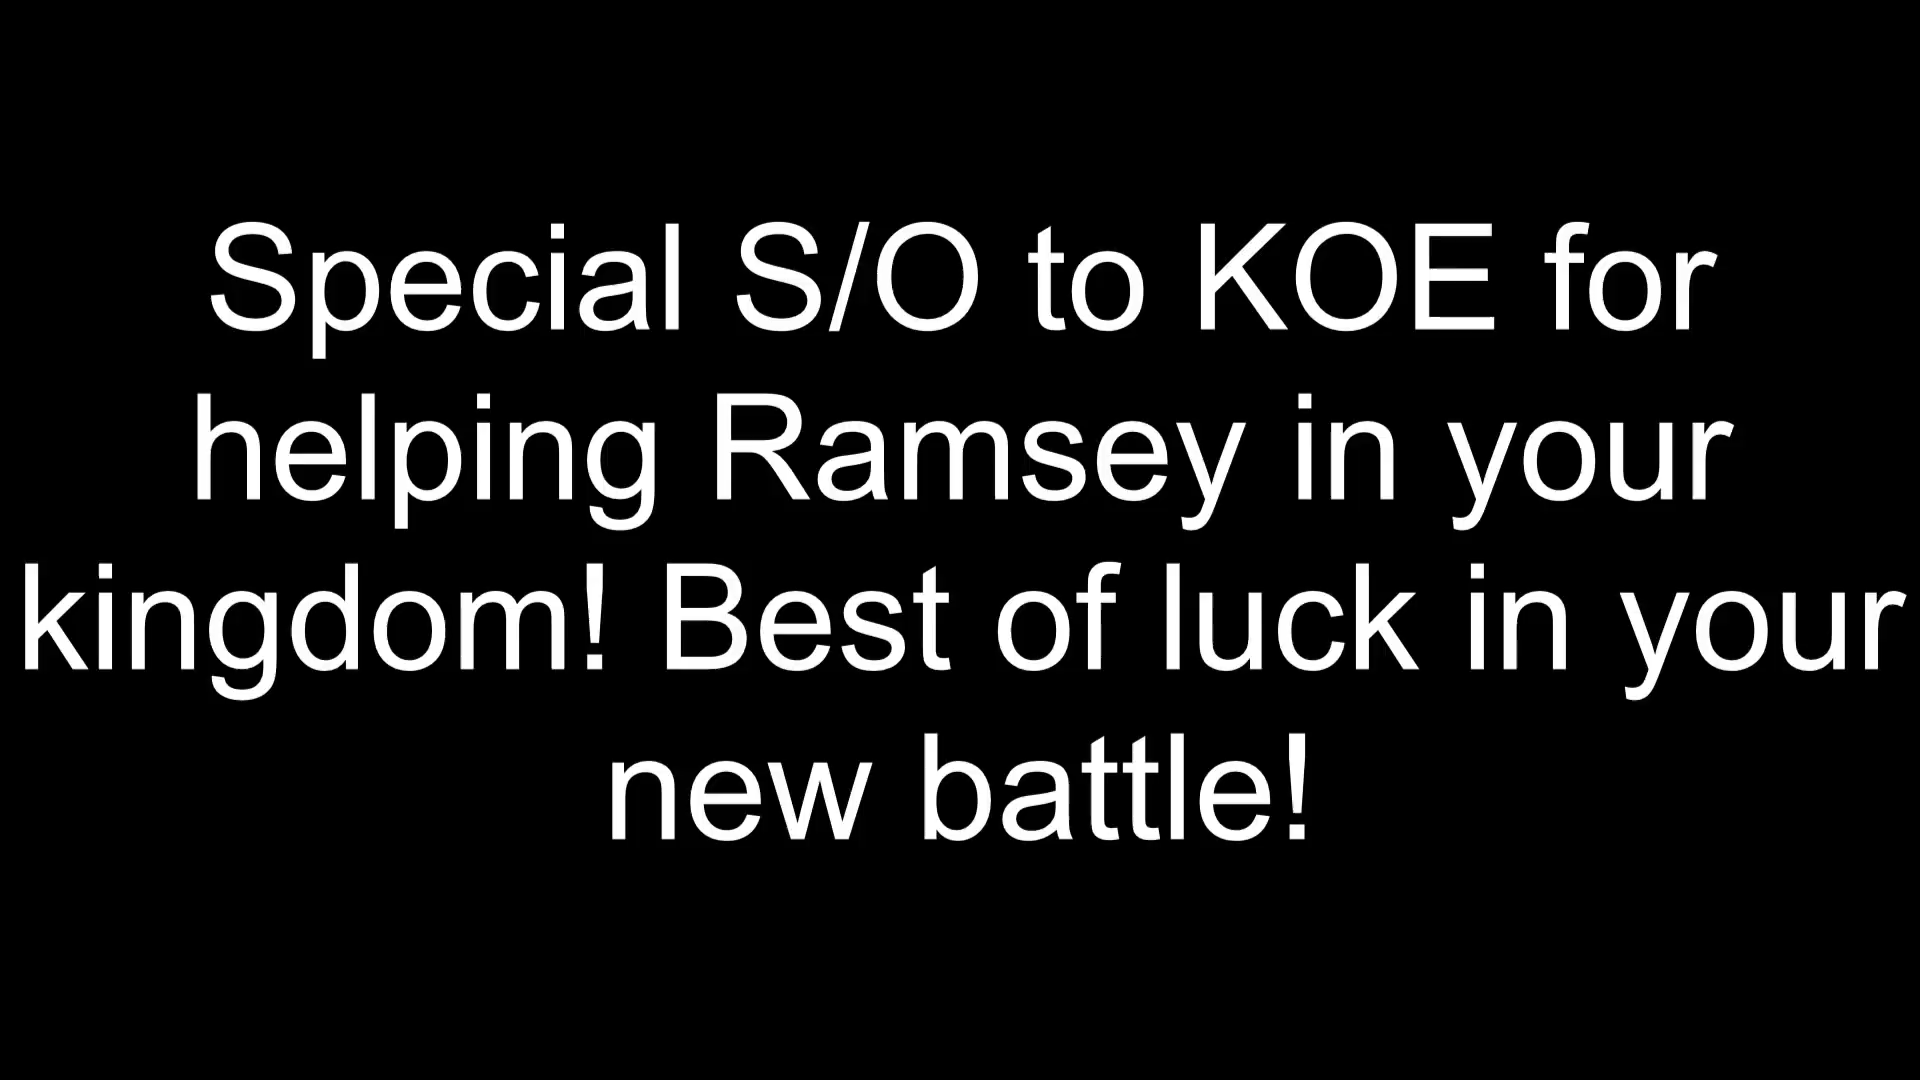 Special S/O to KOE for
helping Ramsey in your
kingdom! Best of luck in your
new battle!